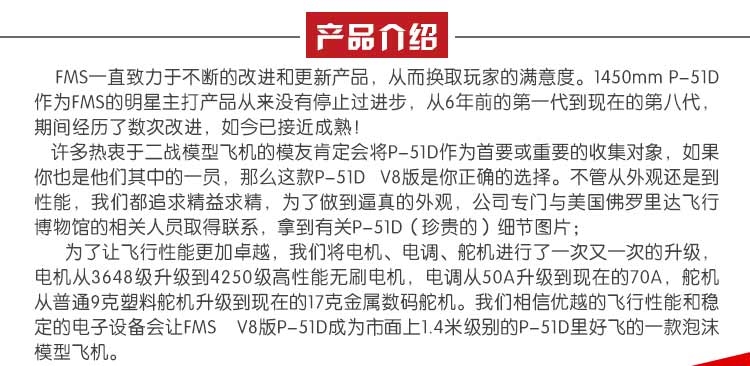 产品介绍
FMS一直致力于不断的改进和更新产品，从而换取玩家的满意度。1450mm P-51D
作为FMS的明星主打产品从来没有停止过进步，从6年前的第一代到现在的第八代，
期间经历了数次改进，如今已接近成熟！
许多热衷于二战模型飞机的模友肯定会将P-51D作为首要或重要的收集对象，如果
你也是他们其中的一员，那么这款P-51D V8版是你正确的选择。不管从外观还是到
性能，我们都追求精益求精，为了做到逼真的外观，公司专门与美国佛罗里达飞行
博物馆的相关人员取得联系，拿到有关P-51D（珍贵的）细节图片；
为了让飞行性能更加卓越，我们将电机、电调、舵机进行了一次又一次的升级，
电机从3648级升级到4250级高性能无刷电机，电调从50A升级到现在的70A，舵机
从普通9克塑料舵机升级到现在的17克金属数码舵机。我们相信优越的飞行性能和稳
定的电子设备会让FMS V8版P-51D成为市面上1.4米级别的P-51D里好飞的一款泡沫
模型飞机。